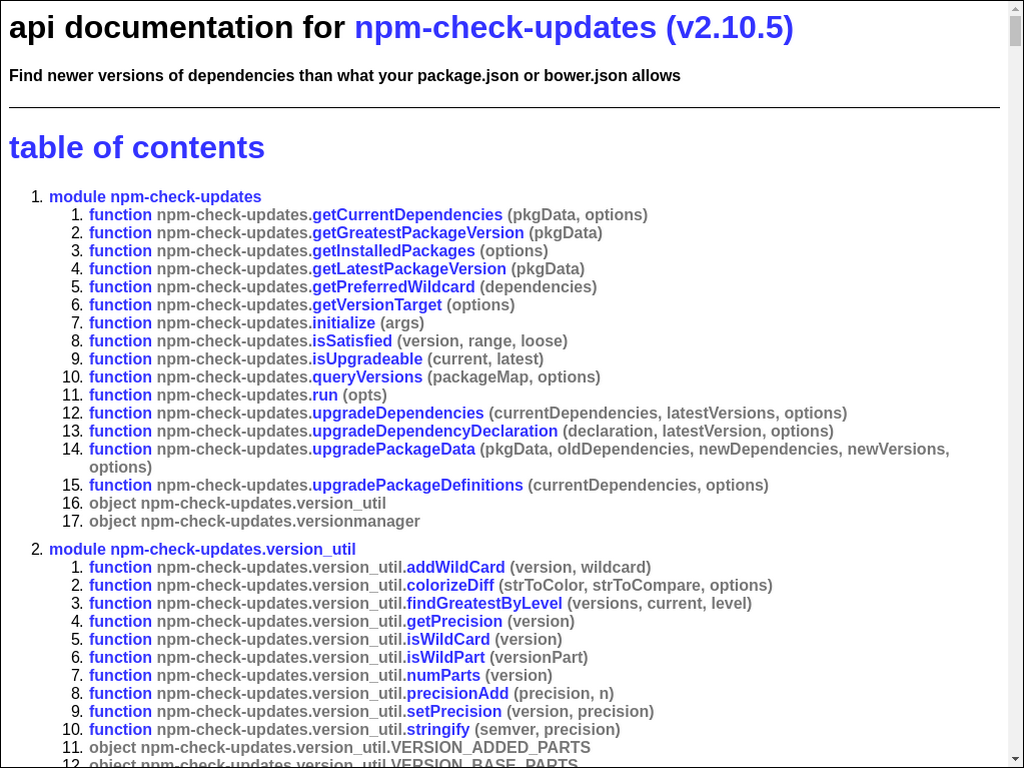 api documentation for npm-check-updates (v2.10.5)
Find newer versions of dependencies than what your package.json or bower.json allows
table of contents
1. module npm-check-updates
1. function npm-check-updates.getCurrentDependencies (pkgData, options)
2. function npm-check-updates.getGreatestPackageVersion (pkgData)
3. function npm-check-updates.getInstalledPackages (options)
4. function npm-check-updates.getLatestPackageVersion (pkgData)
5. function npm-check-updates.getPreferredWildcard (dependencies)
6. function npm-check-updates.getVersionTarget (options)
7. function npm-check-updates.initialize (args)
8. function npm-check-updates.isSatisfied (version, range, loose)
9. function npm-check-updates.isUpgradeable (current, latest)
10. function npm-check-updates.queryVersions (packageMap, options)
11. function npm-check-updates.run (opts)
12. function npm-check-updates.upgradeDependencies (currentDependencies, latestVersions, options)
13. function npm-check-updates.upgradeDependencyDeclaration (declaration, latestVersion, options)
14. function npm-check-updates.upgradePackageData (pkgData, oldDependencies, newDependencies, newVersions,
options)
15. function npm-check-updates.upgradePackageDefinitions (currentDependencies, options)
16. object npm-check-updates.version_util
17. object npm-check-updates.versionmanager
2. module npm-check-updates.version_util
1. function npm-check-updates.version_util.addWildCard (version, wildcard)
2. function npm-check-updates.version_util.colorizeDiff (strToColor, strToCompare, options)
3. function npm-check-updates.version_util.findGreatestByLevel (versions, current, level)
4. function npm-check-updates.version_util.getPrecision (version)
5. function npm-check-updates.version_util.isWildCard (version)
6. function npm-check-updates.version_util.isWildPart (versionPart)
7. function npm-check-updates.version_util.numParts (version)
8. function npm-check-updates.version_util.precisionAdd (precision, n)
9. function npm-check-updates.version_util.setPrecision (version, precision)
10. function npm-check-updates.version_util.stringify (semver, precision)
11. object npm-check-updates.version_util.VERSION_ADDED_PARTS
12. object npm-check-updates.version_util.VERSION_BASE_PARTS